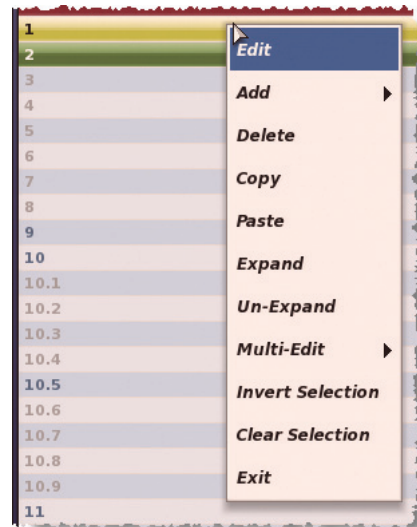 1
2
3
4
5
6
7
8
9
10
10.1
10.2
10.3
10.4
10.5
10.6
10.7
10.8
10.9
11
Edit
Add
Delete
Copy
Paste
Expand
Un-Expand
Multi-Edit
Invert Selection
Clear Selection
Exit